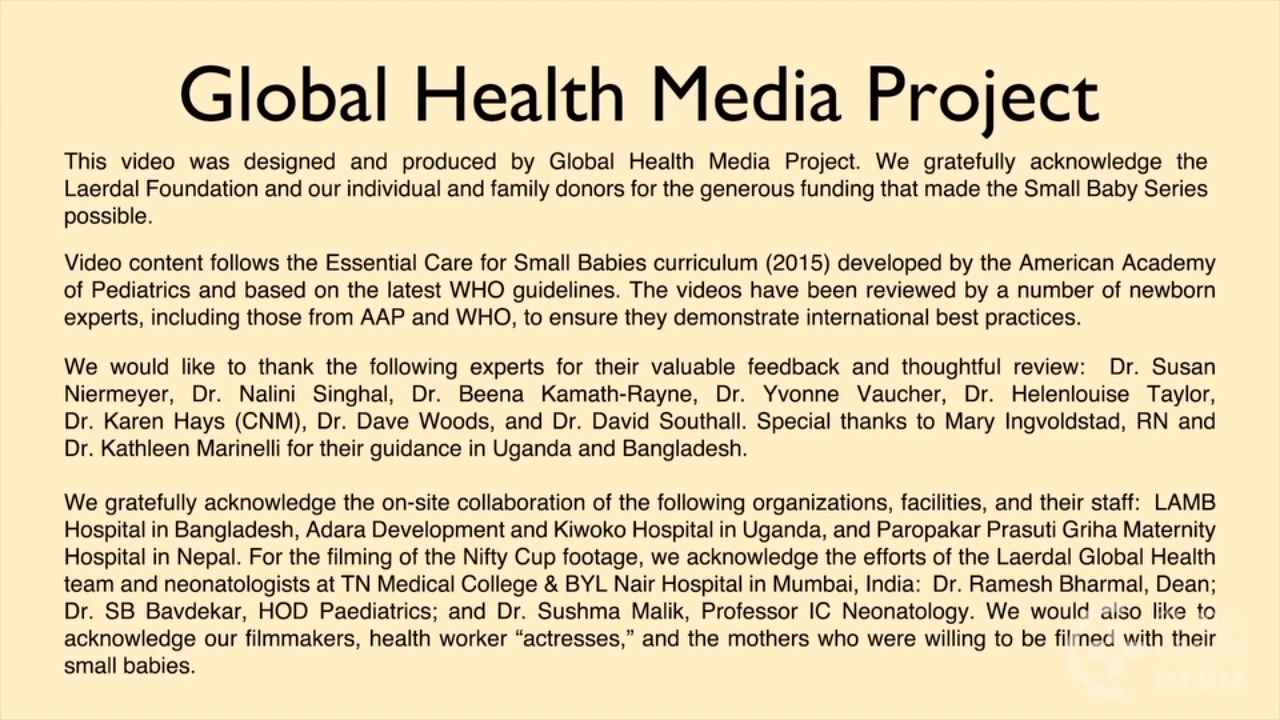 Global Health Media Project
This video was designed and produced by Global Health Media Project. We gratefully acknowledge the
Laerdal Foundation and our individual and family donors for the generous funding that made the Small Baby Series
possible.
Video content follows the Essential Care for Small Babies curriculum (2015) developed by the American Academy
of Pediatrics and based on the latest WHO guidelines. The videos have been reviewed by a number of newborn
experts, including those from AAP and WHO, to ensure they demonstrate international best practices.
We would like to thank the following experts for their valuable feedback and thoughtful review: Dr. Susan
Niermeyer, Dr. Nalini Singhal, Dr. Beena Kamath-Rayne, Dr. Yvonne Vaucher, Dr. Helenlouise Taylor,
Dr. Karen Hays (CNM), Dr. Dave Woods, and Dr. David Southall. Special thanks to Mary Ingvoldstad, RN and
Dr. Kathleen Marinelli for their guidance in Uganda and Bangladesh.
We gratefully acknowledge the on-site collaboration of the following organizations, facilities, and their staff: LAMB
Hospital in Bangladesh, Adara Development and Kiwoko Hospital in Uganda, and Paropakar Prasuti Griha Maternity
Hospital in Nepal. For the filming of the Nifty Cup footage, we acknowledge the efforts of the Laerdal Global Health
team and neonatologists at TN Medical College & BYL Nair Hospital in Mumbai, India: Dr. Ramesh Bharmal, Dean;
Dr. SB Bavdekar, HOD Paediatrics; and Dr. Sushma Malik, Professor IC Neonatology. We would also like to
acknowledge our filmmakers, health worker “actresses,” and the mothers who were willing to be filmed with their
small babies.
MEDIA